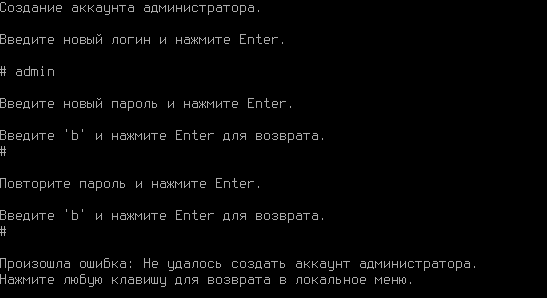 Создание аккаунта администратора.
Введите новый логин и нажмите Enter.
# admin
Введите новый пароль и нажмите Enter.
Введите 'b' и нажмите Enter для возврата.
#
Повторите пароль и нажмите Enter.
Введите 'b' и нажмите Enter для возврата.
#
Произошла ошибка: Не удалось создать аккаунт администратора.
Нажмите любую клавишу для возврата в локальное меню.